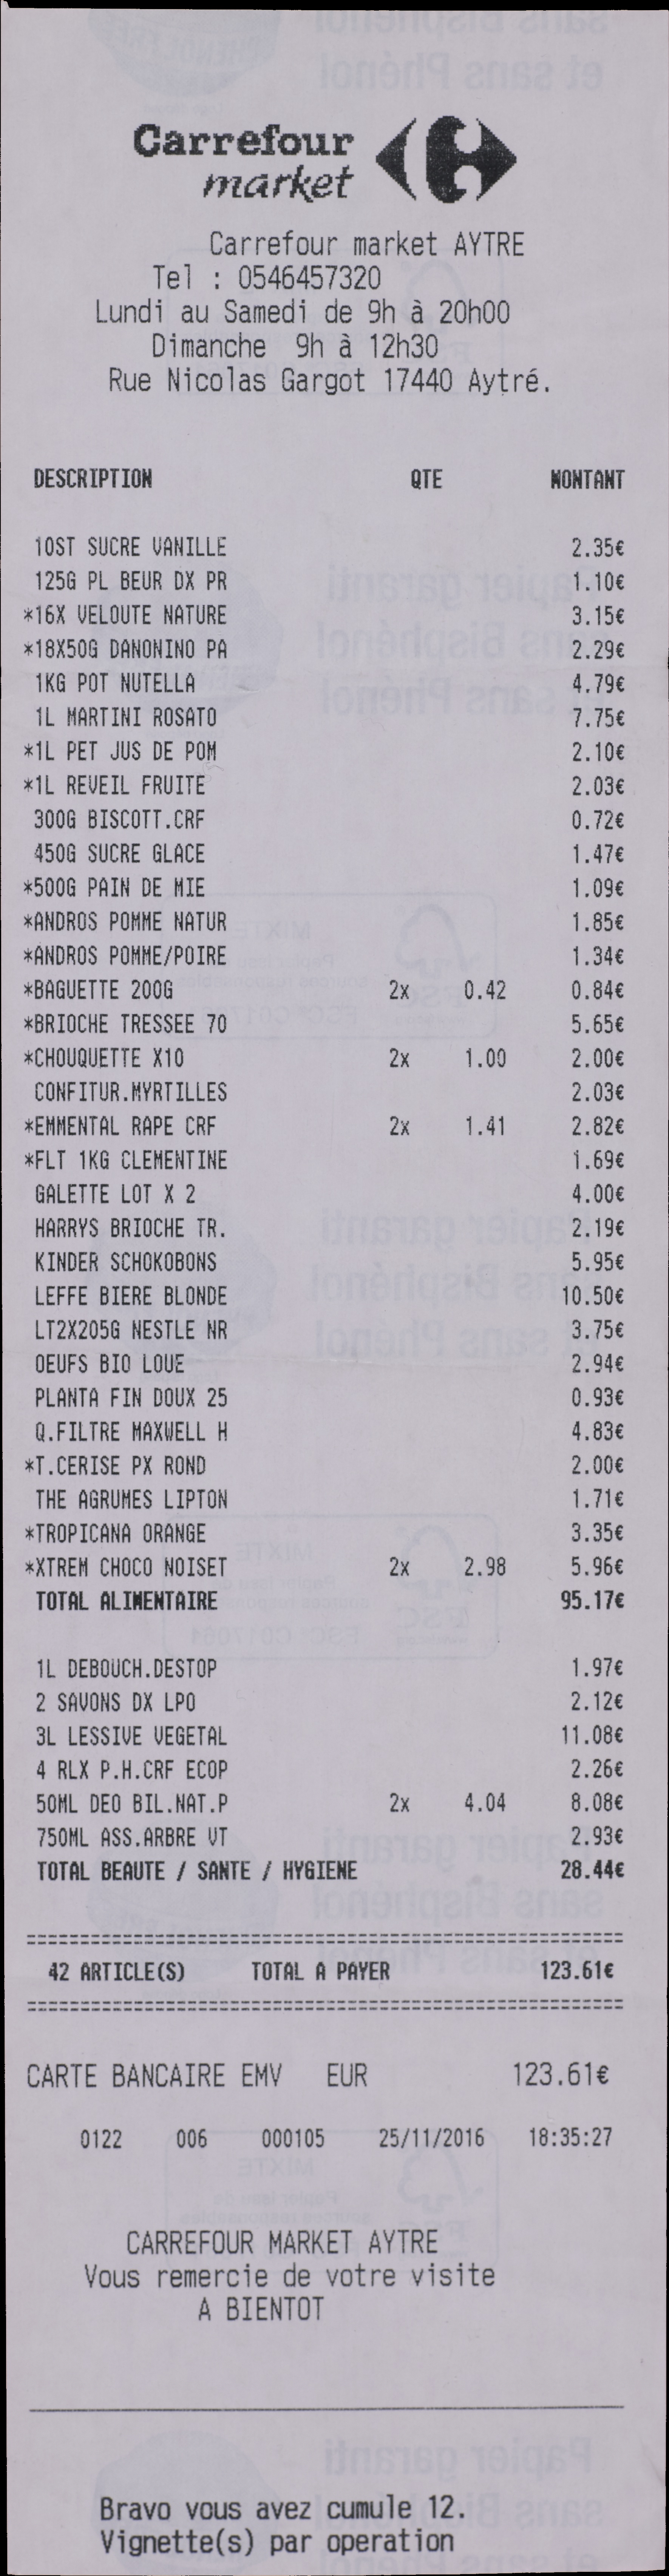 Carrefour
market
Carrefour market AYTRE
Tel : 0546457320
Lundi au Samedi de 9h à 20h00
Dimanche 9h à 12h30
Rue Nicolas Gargot 17440 Aytré.
DESCRIPTION QTE MONTANT
10ST SUCRE VANILLE 2.35€
125G PL BEUR DX PR 1.10€
*16X VELOUTE NATURE 3.15€
*18X50G DANONINO PA 2.29€
1KG POT NUTELLA 4.79€
1L MARTINI ROSATO 7.75€
*1L PET JUS DE POM 2.10€
*1L REVEIL FRUITE 2.03€
300G BISCOTT.CRF 0.72€
450G SUCRE GLACE 1.47€
*500G PAIN DE MIE 1.09€
*ANDROS POMME NATUR 1.85€
*ANDROS POMME/POIRE 1.34€
*BAGUETTE 200G 2x 0.42 0.84€
*BRIOCHE TRESSEE 70 5.65€
*CHOUQUETTE X10 2x 1.00 2.00€
CONFITUR.MYRTILLES 2.03€
*EMMENTAL RAPE CRF 2x 1.41 2.82€
*FLT 1KG CLEMENTINE 1.69€
GALETTE LOT X 2 4.00€
HARRYS BRIOCHE TR. 2.19€
KINDER SCHOKOBONS 5.95€
LEFFE BIERE BLONDE 10.50€
LT2X205G NESTLE NR 3.75€
OEUFS BIO LOUE 2.94€
PLANTA FIN DOUX 25 0.93€
Q.FILTRE MAXWELL H 4.83€
*T.CERISE PX ROND 2.00€
THE AGRUMES LIPTON 1.71€
*TROPICANA ORANGE 3.35€
*XTREM CHOCO NOISET 2x 2.98 5.96€
TOTAL ALIMENTAIRE 95.17€
1L DEBOUCH.DESTOP 1.97€
2 SAVONS DX LPO 2.12€
3L LESSIVE VEGETAL 11.08€
4 RLX P.H.CRF ECOP 2.26€
50ML DEO BIL.NAT.P 2x 4.04 8.08€
750ML ASS.ARBRE VT 2.93€
TOTAL BEAUTE / SANTE / HYGIENE 28.44€
42 ARTICLE(S) TOTAL A PAYER 123.61€
CARTE BANCAIRE EMV EUR 123.61€
0122 006 000105 25/11/2016 18:35:27
CARREFOUR MARKET AYTRE
Vous remercie de votre visite
A BIENTOT
Bravo vous avez cumule 12.
Vignette(s) par operation